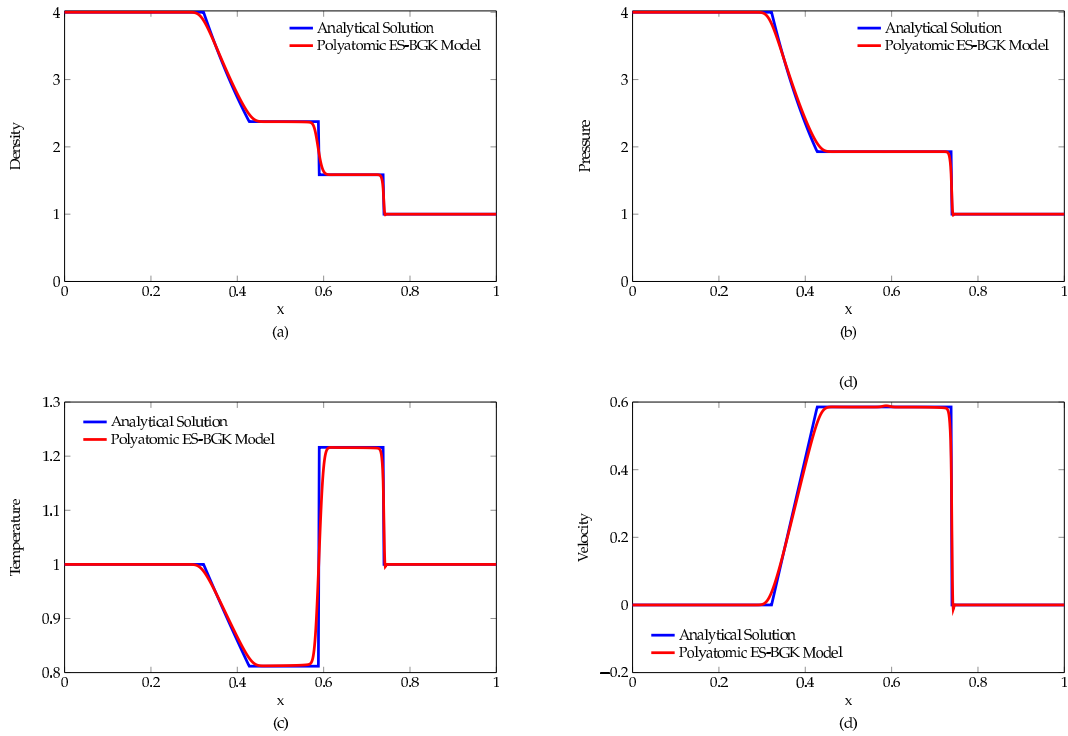 4
3
2
1
0
Density
Analytical Solution
Polyatomic ES-BGK Model
0 0.2 0.4 0.6 0.8 1
x
(a)
4
3
2
1
0
Pressure
Analytical Solution
Polyatomic ES-BGK Model
0 0.2 0.4 0.6 0.8 1
x
(b)
1.3
1.2
1.1
1
0.9
0.8
Temperature
Analytical Solution
Polyatomic ES-BGK Model
0 0.2 0.4 0.6 0.8 1
x
(c)
(d)
0.6
0.4
0.2
0
−0.2
Velocity
Analytical Solution
Polyatomic ES-BGK Model
0 0.2 0.4 0.6 0.8 1
x
(d)